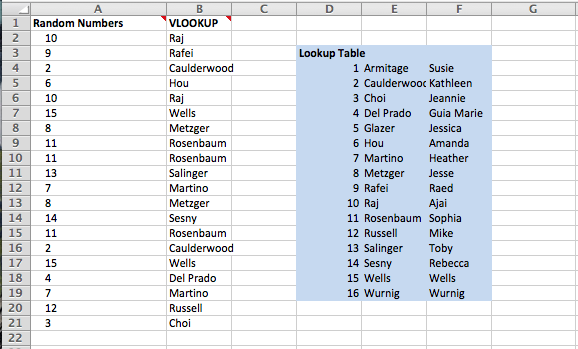 A B C D E F G
1 Random Numbers VLOOKUP
2 10 Raj
3 9 Rafei Lookup Table
4 2 Caulderwood 1 Armitage Susie
5 6 Hou 2 Caulderwood Kathleen
6 10 Raj 3 Choi Jeannie
7 15 Wells 4 Del Prado Guia Marie
8 8 Metzger 5 Glazer Jessica
9 11 Rosenbaum 6 Hou Amanda
10 11 Rosenbaum 7 Martino Heather
11 13 Salinger 8 Metzger Jesse
12 7 Martino 9 Rafei Raed
13 8 Metzger 10 Raj Ajai
14 14 Sesny 11 Rosenbaum Sophia
15 11 Rosenbaum 12 Russell Mike
16 2 Caulderwood 13 Salinger Toby
17 15 Wells 14 Sesny Rebecca
18 4 Del Prado 15 Wells Wells
19 7 Martino 16 Wurnig Wurnig
20 12 Russell
21 3 Choi
22